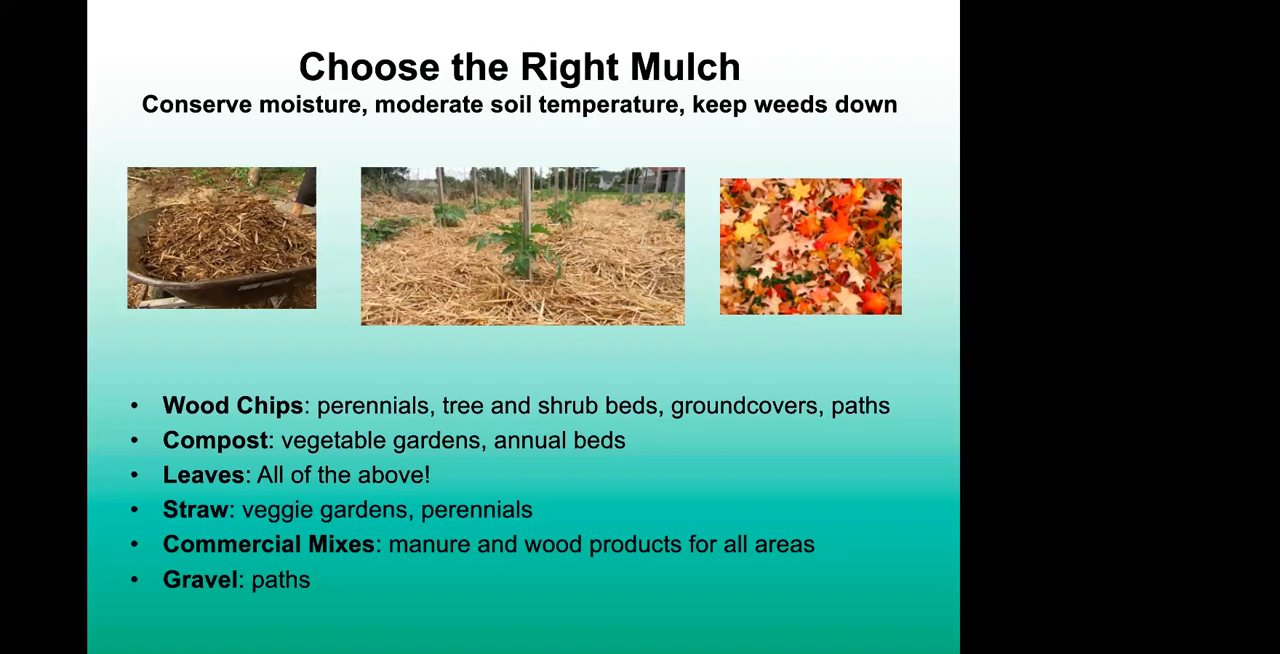 Choose the Right Mulch
Conserve moisture, moderate soil temperature, keep weeds down
• Wood Chips: perennials, tree and shrub beds, groundcovers, paths
• Compost: vegetable gardens, annual beds
• Leaves: All of the above!
• Straw: veggie gardens, perennials
• Commercial Mixes: manure and wood products for all areas
• Gravel: paths